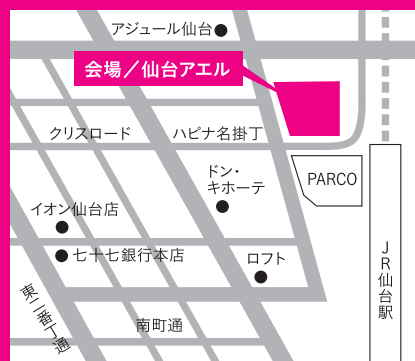 アジュール仙台
会場／仙台アエル
クリスロード
ハピナ名掛丁
ドン・
キホーテ
PARCO
イオン仙台店
七十七銀行本店
ロフト
JR仙台駅
東二番丁通
南町通